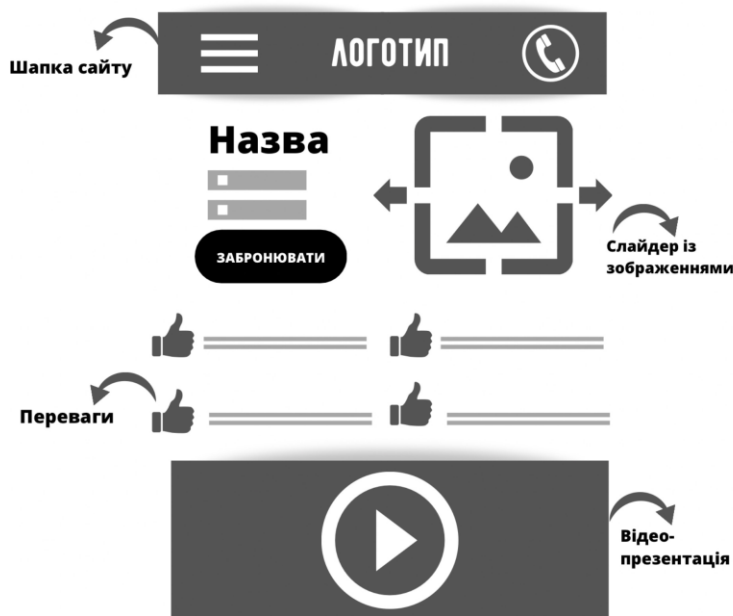 ЛОГОТИП
Шапка сайту
Назва
ЗАБРОНЮВАТИ
Слайдер із
зображеннями
Переваги
Відео-
презентація